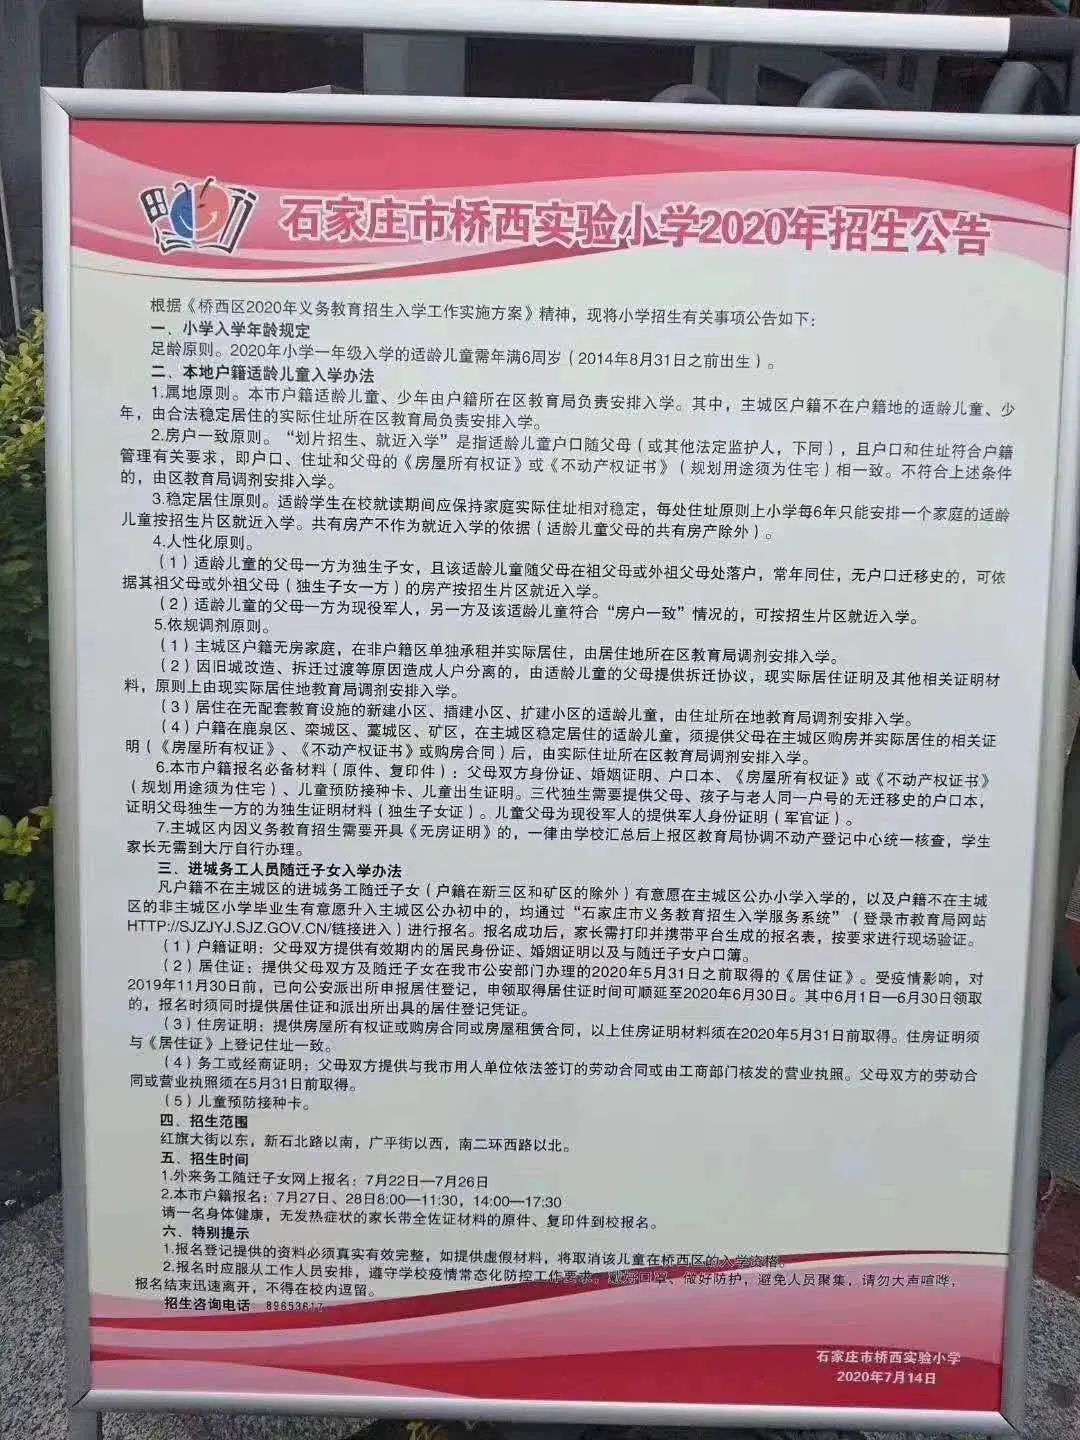 石家庄市桥西实验小学2020年招生公告
根据《桥西区2020年义务教育招生入学工作实施方案》精神，现将小学招生有关事项公告如下：
一、小学入学年龄规定
足龄原则。2020年小学一年级入学的适龄儿童需年满6周岁（2014年8月31日之前出生）。
二、本地户籍适龄儿童入学办法
1.属地原则。本市户籍适龄儿童、少年由户籍所在区教育局负责安排入学。其中，主城区户籍不在户籍地的适龄儿童、少
年，由合法稳定居住的实际住址所在区教育局负责安排入学。
2.房户一致原则。“划片招生、就近入学”是指适龄儿童户口随父母（或其他法定监护人，下同），且户口和住址符合户籍
管理有关要求，即户口、住址和父母的《房屋所有权证》或《不动产权证书》（规划用途须为住宅）相一致。不符合上述条件
的，由区教育局调剂安排入学。
3.稳定居住原则。适龄学生在校就读期间应保持家庭实际住址相对稳定，每处住址原则上小学每6年只能安排一个家庭的适龄
儿童按招生片区就近入学。共有房产不作为就近入学的依据（适龄儿童父母的共有房产除外）。
4.人性化原则。
（1）适龄儿童的父母一方为独生子女，且该适龄儿童随父母在祖父母或外祖父母处落户，常年同住，无户口迁移史的，可依
据其祖父母或外祖父母（独生子女一方）的房产按招生片区就近入学。
（2）适龄儿童的父母一方为现役军人，另一方及该适龄儿童符合“房户一致”情况的，可按招生片区就近入学。
5.依规调剂原则。
（1）主城区户籍无房家庭，在非户籍区单独承租并实际居住，由居住地所在区教育局调剂安排入学。
（2）因旧城改造、拆迁过渡等原因造成人户分离的，由适龄儿童的父母提供拆迁协议，现实际居住证明及其他相关证明材
料，原则上由现实际居住地教育局调剂安排入学。
（3）居住在无配套教育设施的新建小区、插建小区、扩建小区的适龄儿童，由住址所在地教育局调剂安排入学。
（4）户籍在鹿泉区、栾城区、藁城区、矿区，在主城区稳定居住的适龄儿童，须提供父母在主城区购房并实际居住的相关证
明（《房屋所有权证》、《不动产权证书》或购房合同）后，由实际住址所在区教育局调剂安排入学。
6.本市户籍报名必备材料（原件、复印件）：父母双方身份证、婚姻证明、户口本、《房屋所有权证》或《不动产权证书》
（规划用途须为住宅）、儿童预防接种卡、儿童出生证明。三代独生需要提供父母、孩子与老人同一户号的无迁移史的户口本，
证明父母独生一方的为独生证明材料（独生子女证）。儿童父母为现役军人的提供军人身份证明（军官证）。
7.主城区内因义务教育招生需要开具《无房证明》的，一律由学校汇总后上报区教育局协调不动产登记中心统一核查，学生
家长无需到大厅自行办理。
三、进城务工人员随迁子女入学办法
凡户籍不在主城区的进城务工随迁子女（户籍在新三区和矿区的除外）有意愿在主城区公办小学入学的，以及户籍不在主城
区的非主城区小学毕业生有意愿升入主城区公办初中的，均通过“石家庄市义务教育招生入学服务系统”（登录市教育局网站
HTTP://SJZJYJ.SJZ.GOV.CN/链接进入）进行报名。报名成功后，家长需打印并携带平台生成的报名表，按要求进行现场验证。
（1）户籍证明：父母双方提供有效期内的居民身份证、婚姻证明以及与随迁子女户口簿。
（2）居住证：提供父母双方及随迁子女在我市公安部门办理的2020年5月31日之前取得的《居住证》。受疫情影响，对
2019年11月30日前，已向公安派出所申报居住登记，申领取得居住证时间可顺延至2020年6月30日。其中6月1日—6月30日领取
的，报名时须同时提供居住证和派出所出具的居住登记凭证。
（3）住房证明：提供房屋所有权证或购房合同或房屋租赁合同，以上住房证明材料须在2020年5月31日前取得。住房证明须
与《居住证》上登记住址一致。
（4）务工或经商证明：父母双方提供与我市用人单位依法签订的劳动合同或由工商部门核发的营业执照。父母双方的劳动合
同或营业执照须在5月31日前取得。
（5）儿童预防接种卡。
四、招生范围
红旗大街以东，新石北路以南，广平街以西，南二环西路以北。
五、招生时间
1.外来务工随迁子女网上报名：7月22日—7月26日
2.本市户籍报名：7月27日、28日8:00—11:30，14:00—17:30
请一名身体健康，无发热症状的家长带全佐证材料的原件、复印件到校报名。
六、特别提示
1.报名登记提供的资料必须真实有效完整，如提供虚假材料，将取消该儿童在桥西区的入学资格。
2.报名时应服从工作人员安排，遵守学校疫情常态化防控工作要求，戴好口罩、做好防护，避免人员聚集，请勿大声喧哗，
报名结束迅速离开，不得在校内逗留。
招生咨询电话 89653617
石家庄市桥西实验小学
2020年7月14日